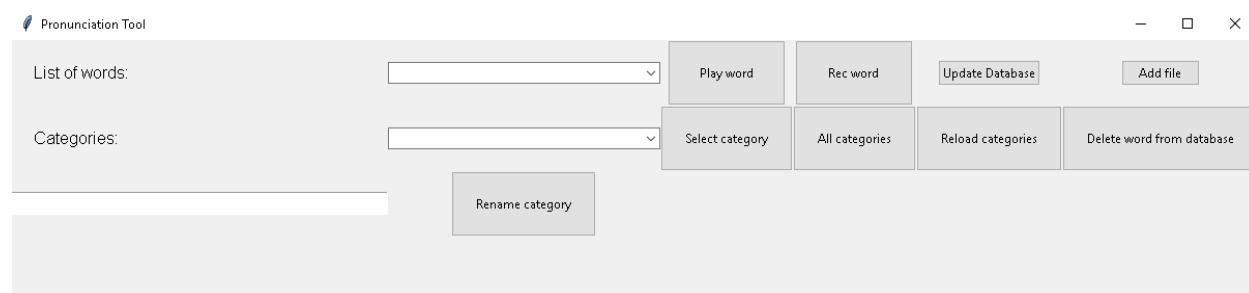 Pronunciation Tool
List of words:
Play word
Rec word
Update Database
Add file
Categories:
Select category
All categories
Reload categories
Delete word from database
Rename category